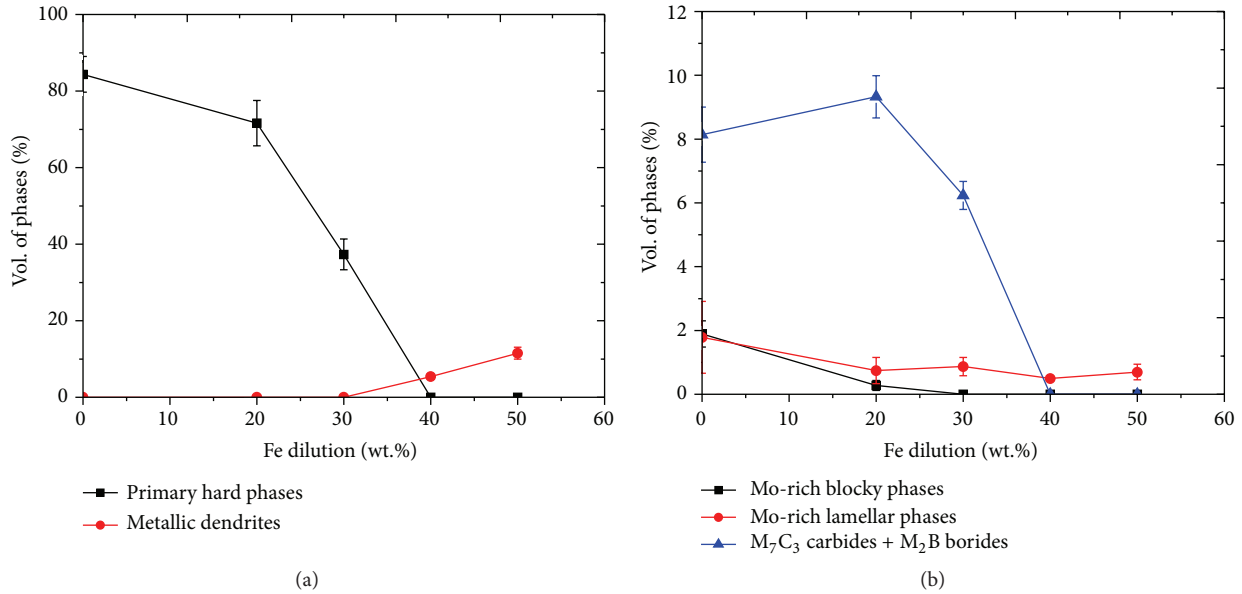 100
80
60
40
20
0
Vol. of phases (%)
0 10 20 30 40 50 60
Fe dilution (wt.%)
Primary hard phases
Metallic dendrites
(a)
12
10
8
6
4
2
0
Vol. of phases (%)
0 10 20 30 40 50 60
Fe dilution (wt.%)
Mo-rich blocky phases
Mo-rich lamellar phases
M₇C₃ carbides + M₂B borides
(b)